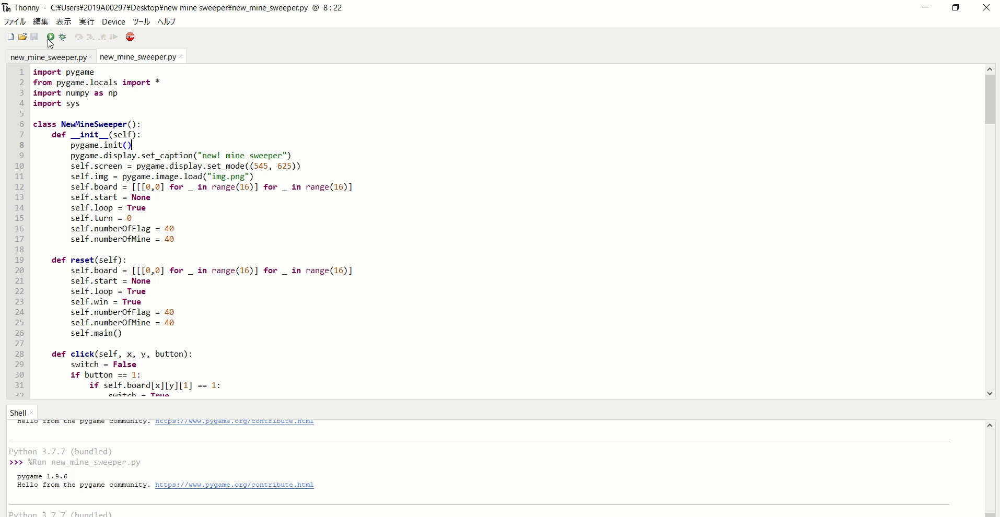 Thonny - C:¥Users¥2019A00297¥Desktop¥new mine sweeper¥new_mine_sweeper.py @ 8 : 22
ファイル 編集 表示 実行 Device ツール ヘルプ
STOP
new_mine_sweeper.py × new_mine_sweeper.py ×
1 import pygame
2 from pygame.locals import *
3 import numpy as np
4 import sys
5
6 class NewMineSweeper():
7     def __init__(self):
8         pygame.init()
9         pygame.display.set_caption("new! mine sweeper")
10         self.screen = pygame.display.set_mode((545, 625))
11         self.img = pygame.image.load("img.png")
12         self.board = [[[0,0] for _ in range(16)] for _ in range(16)]
13         self.start = None
14         self.loop = True
15         self.turn = 0
16         self.numberOfFlag = 40
17         self.numberOfMine = 40
18
19     def reset(self):
20         self.board = [[[0,0] for _ in range(16)] for _ in range(16)]
21         self.start = None
22         self.loop = True
23         self.win = True
24         self.numberOfFlag = 40
25         self.numberOfMine = 40
26         self.main()
27
28     def click(self, x, y, button):
29         switch = False
30         if button == 1:
31             if self.board[x][y][1] == 1:
32                 switch = True
Shell ×
Hello from the pygame community. https://www.pygame.org/contribute.html
Python 3.7.7 (bundled)
>>> %Run new_mine_sweeper.py
pygame 1.9.6
Hello from the pygame community. https://www.pygame.org/contribute.html
Python 3.7.7 (bundled)